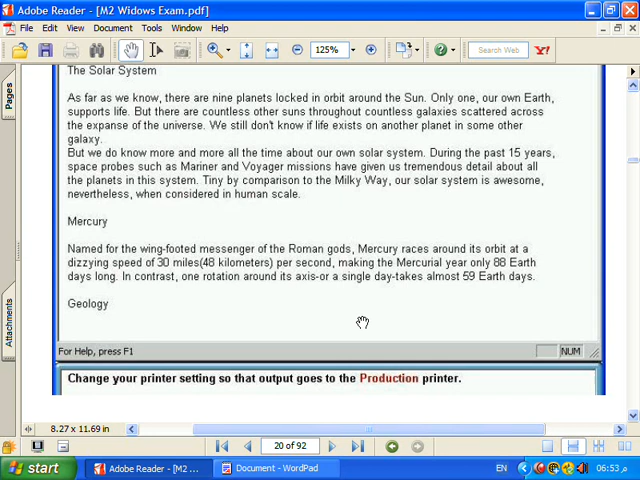 Adobe Reader - [M2 Widows Exam.pdf]
File Edit View Document Tools Window Help
125% Search Web Y!
Pages
Attachments
The Solar System
As far as we know, there are nine planets locked in orbit around the Sun. Only one, our own Earth,
supports life. But there are countless other suns throughout countless galaxies scattered across
the expanse of the universe. We still don't know if life exists on another planet in some other
galaxy.
But we do know more and more all the time about our own solar system. During the past 15 years,
space probes such as Mariner and Voyager missions have given us tremendous detail about all
the planets in this system. Tiny by comparison to the Milky Way, our solar system is awesome,
nevertheless, when considered in human scale.
Mercury
Named for the wing-footed messenger of the Roman gods, Mercury races around its orbit at a
dizzying speed of 30 miles(48 kilometers) per second, making the Mercurial year only 88 Earth
days long. In contrast, one rotation around its axis-or a single day-takes almost 59 Earth days.
Geology
For Help, press F1 NUM
Change your printer setting so that output goes to the Production printer.
8.27 x 11.69 in
20 of 92
start Adobe Reader - [M2 ... Document - WordPad EN 06:53 م